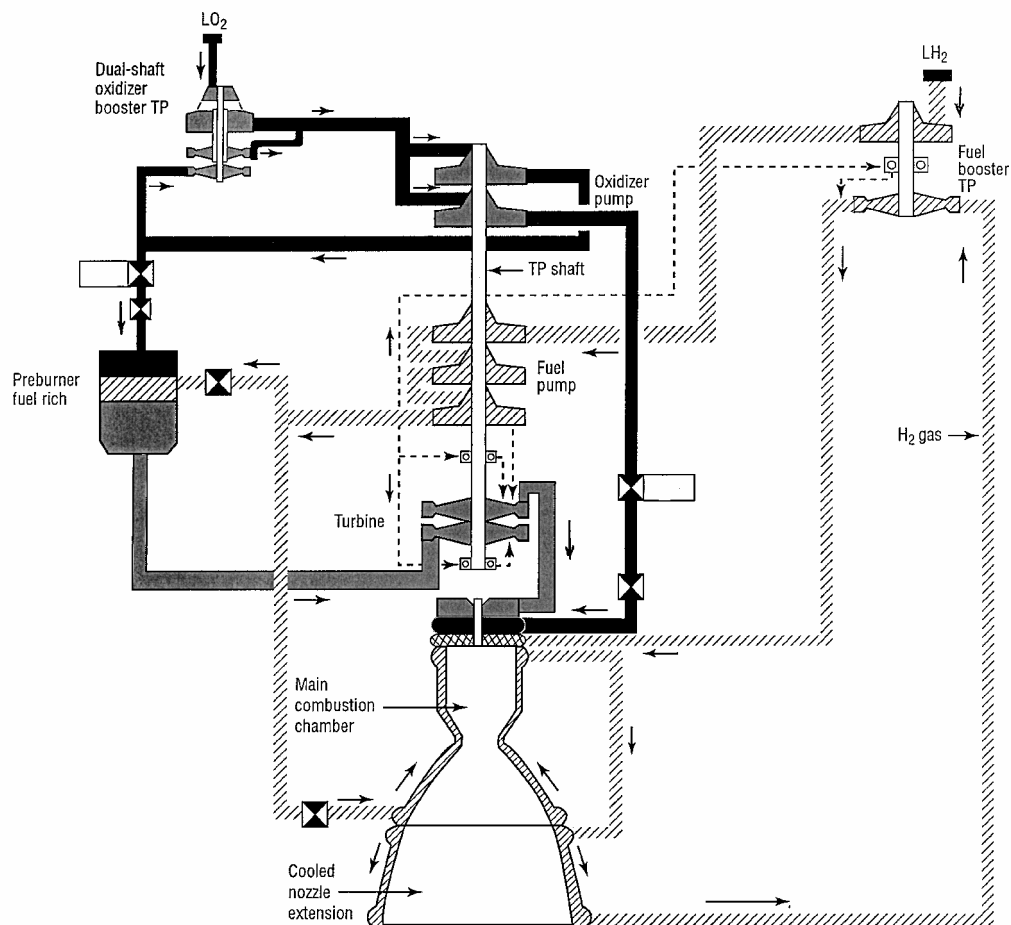 LO2
Dual-shaft
oxidizer
booster TP
LH2
Fuel
booster
TP
Oxidizer
pump
TP shaft
Fuel
pump
Preburner
fuel rich
H2 gas
Turbine
Main
combustion
chamber
Cooled
nozzle
extension